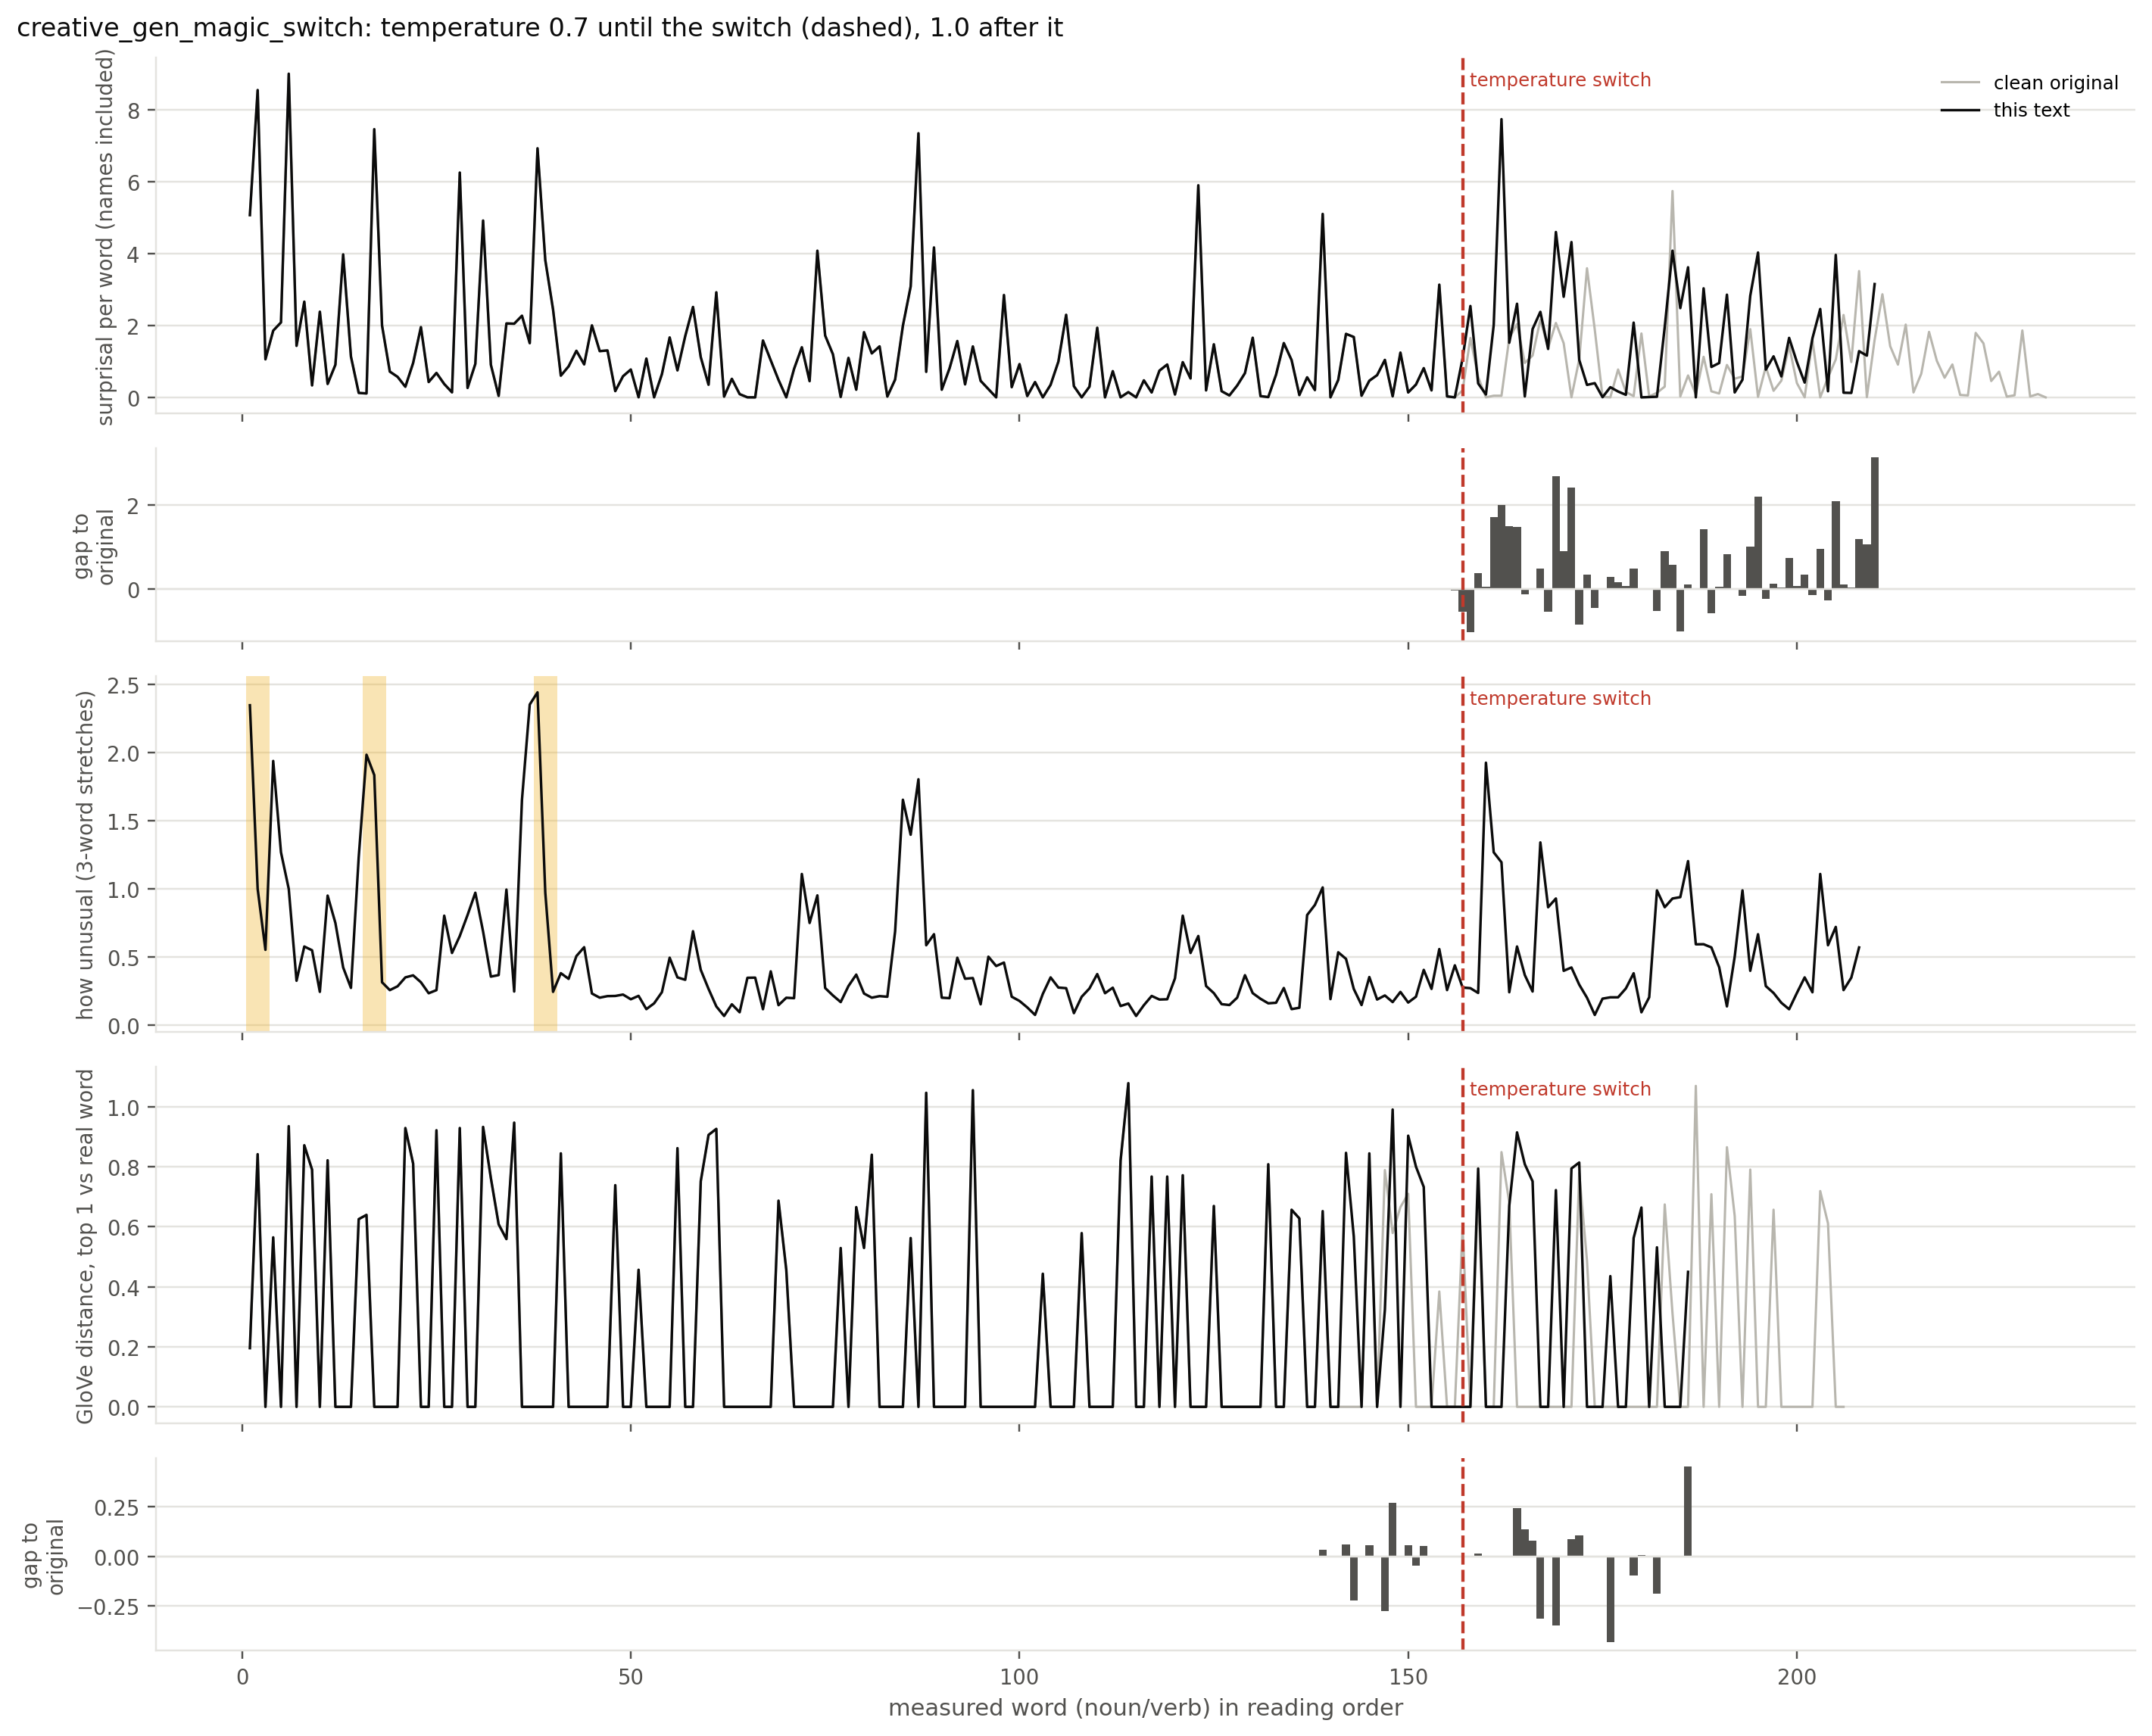 creative_gen_magic_switch: temperature 0.7 until the switch (dashed), 1.0 after it
surprisal per word (names included)
8
6
4
2
0
temperature switch
clean original
this text
gap to
original
2
0
how unusual (3-word stretches)
2.5
2.0
1.5
1.0
0.5
0.0
temperature switch
GloVe distance, top 1 vs real word
1.0
0.8
0.6
0.4
0.2
0.0
temperature switch
gap to
original
0.25
0.00
−0.25
0 50 100 150 200
measured word (noun/verb) in reading order